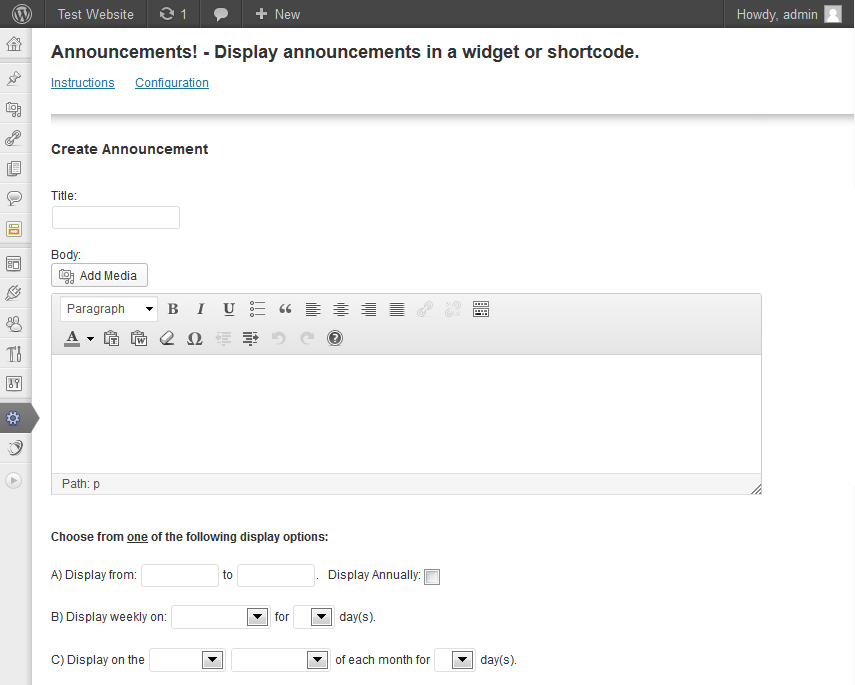 Test Website 1 New Howdy, admin
Announcements! - Display announcements in a widget or shortcode.
Instructions Configuration
Create Announcement
Title:
Body:
Add Media
Paragraph B I U
A T W Ω ?
Path: p
Choose from one of the following display options:
A) Display from: to . Display Annually:
B) Display weekly on: for day(s).
C) Display on the of each month for day(s).